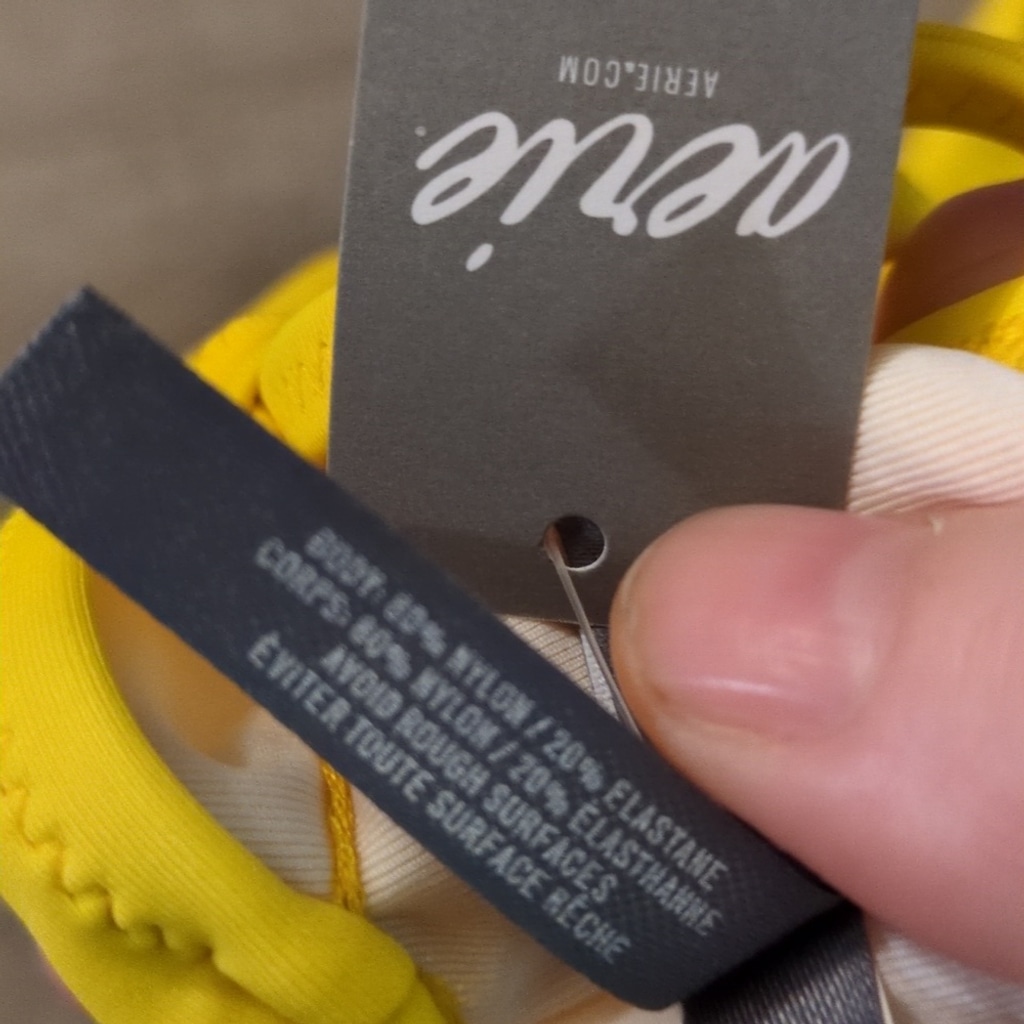 AERIE.COM
aerie
BODY: 80% NYLON / 20% ELASTANE
CORPS: 80% NYLON / 20% ÉLASTHANNE
AVOID ROUGH SURFACES
ÉVITER TOUTE SURFACE RÊCHE